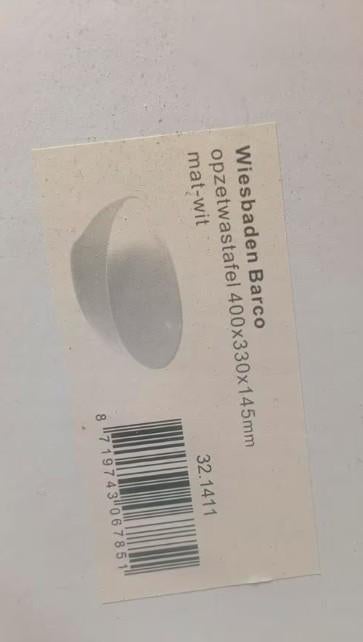 Wiesbaden Barco
opzetwastafel 400x330x145mm
mat-wit
32.1411
8 719743 067851